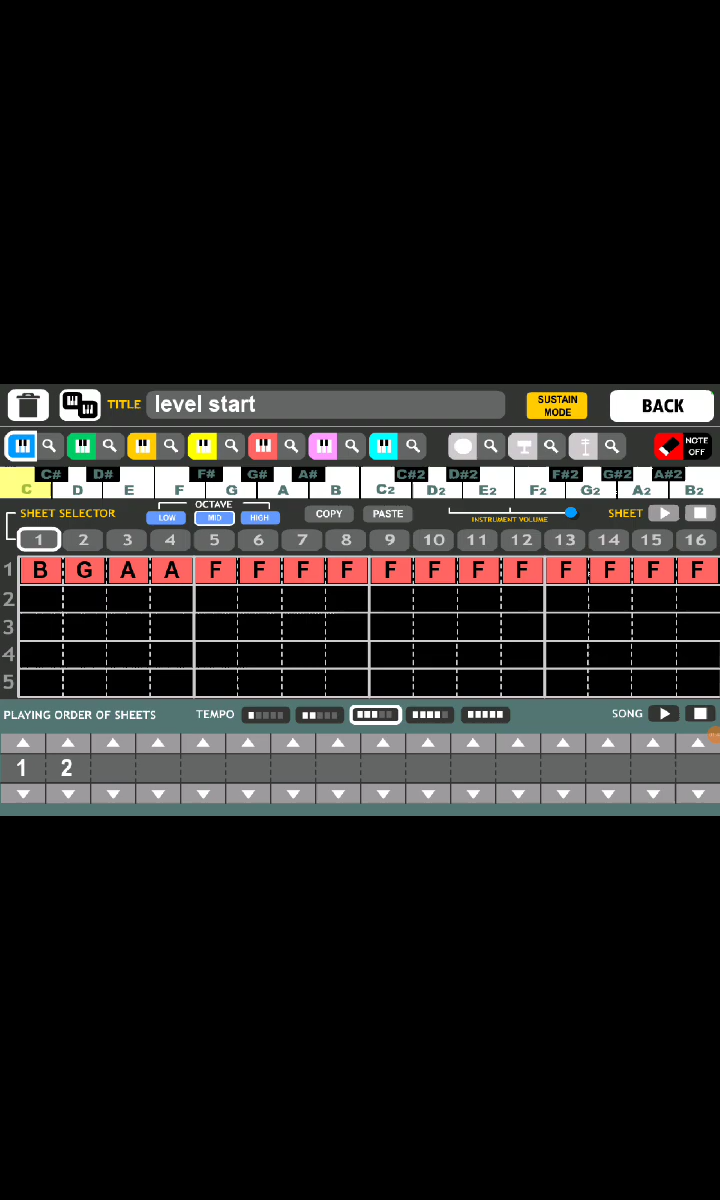 TITLE level start SUSTAIN MODE BACK
NOTE OFF
C# D# F# G# A# C#2 D#2 F#2 G#2 A#2
C D E F G A B C2 D2 E2 F2 G2 A2 B2
SHEET SELECTOR OCTAVE LOW MID HIGH COPY PASTE INSTRUMENT VOLUME SHEET
1 2 3 4 5 6 7 8 9 10 11 12 13 14 15 16
1 B G A A F F F F F F F F F F F F
2
3
4
5
PLAYING ORDER OF SHEETS TEMPO SONG
1 2